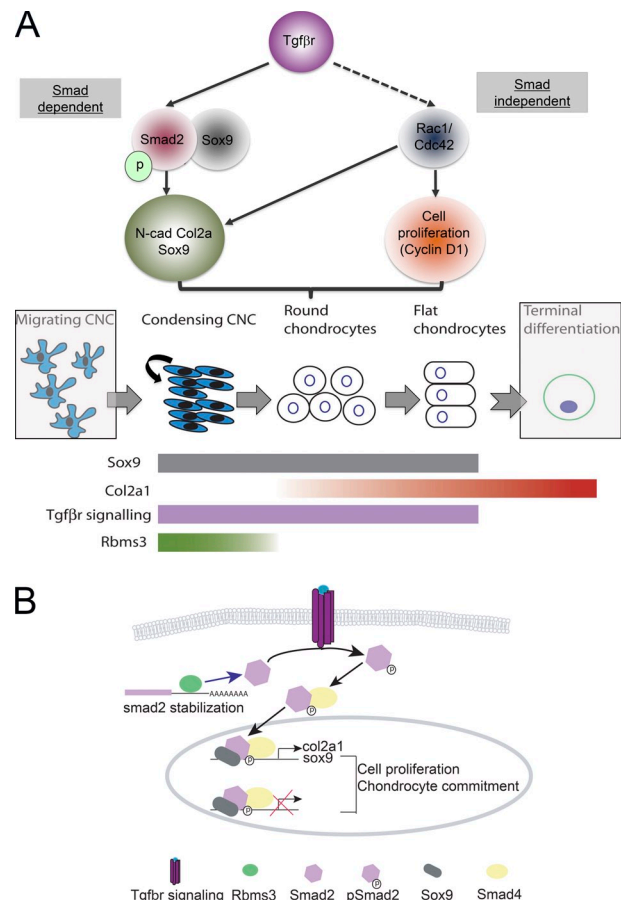 A
Tgfβr
Smad
dependent
Smad
independent
Smad2
Sox9
Rac1/
Cdc42
p
N-cad Col2a
Sox9
Cell
proliferation
(Cyclin D1)
Migrating CNC
Condensing CNC
Round
chondrocytes
Flat
chondrocytes
Terminal
differentiation
Sox9
Col2a1
Tgfβr signalling
Rbms3
B
P
AAAAAAAA
smad2 stabilization
P
P
col2a1
sox9
P
Cell proliferation
Chondrocyte commitment
P
Tgfbr signaling
Rbms3
Smad2
pSmad2
Sox9
Smad4